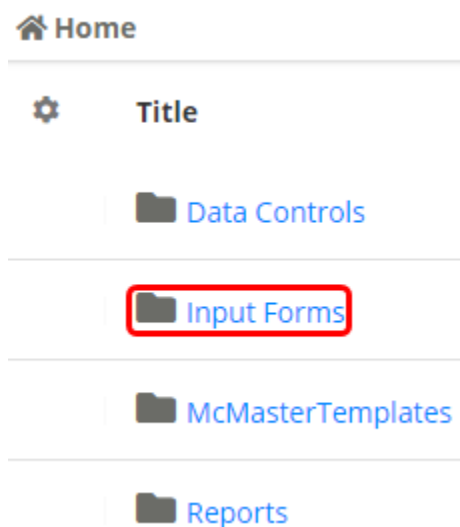 Home
Title
Data Controls
Input Forms
McMasterTemplates
Reports